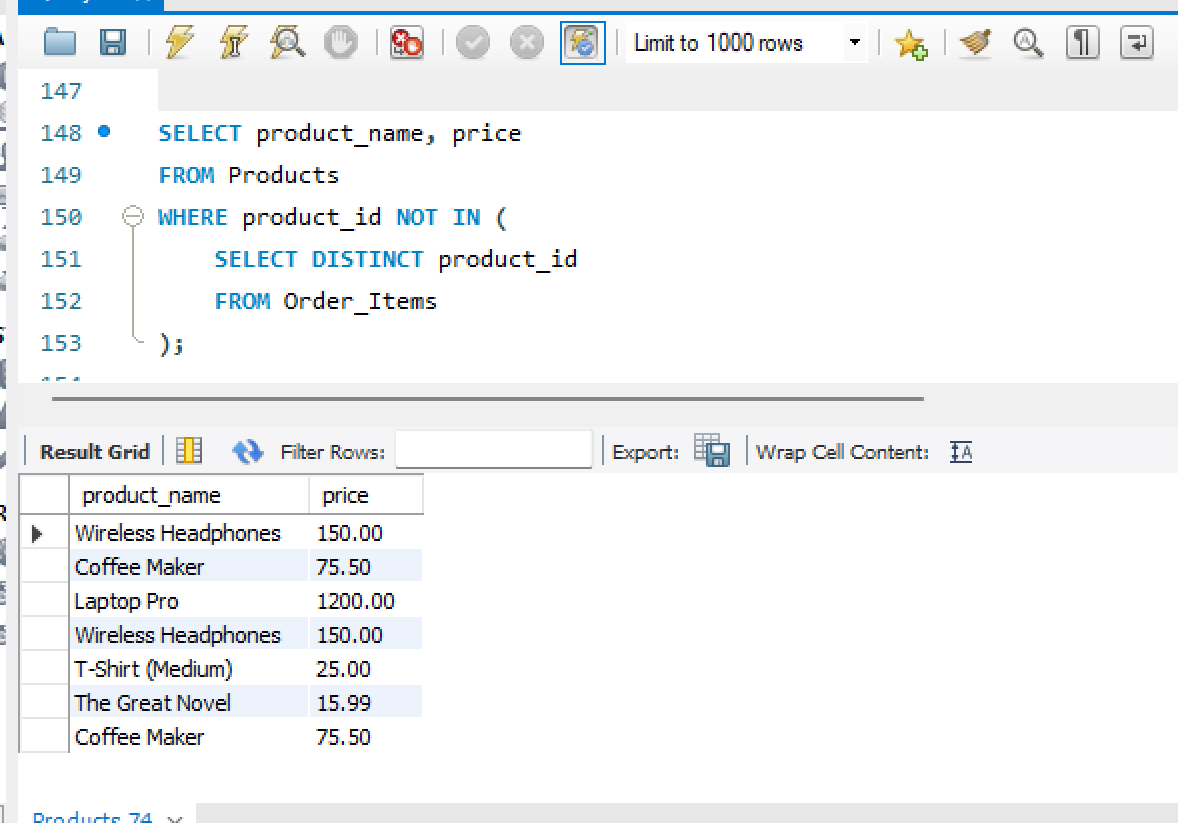 Limit to 1000 rows
147
148 SELECT product_name, price
149 FROM Products
150 WHERE product_id NOT IN (
151 SELECT DISTINCT product_id
152 FROM Order_Items
153 );
Result Grid Filter Rows: Export: Wrap Cell Content:
product_name price
Wireless Headphones 150.00
Coffee Maker 75.50
Laptop Pro 1200.00
Wireless Headphones 150.00
T-Shirt (Medium) 25.00
The Great Novel 15.99
Coffee Maker 75.50
Products 74